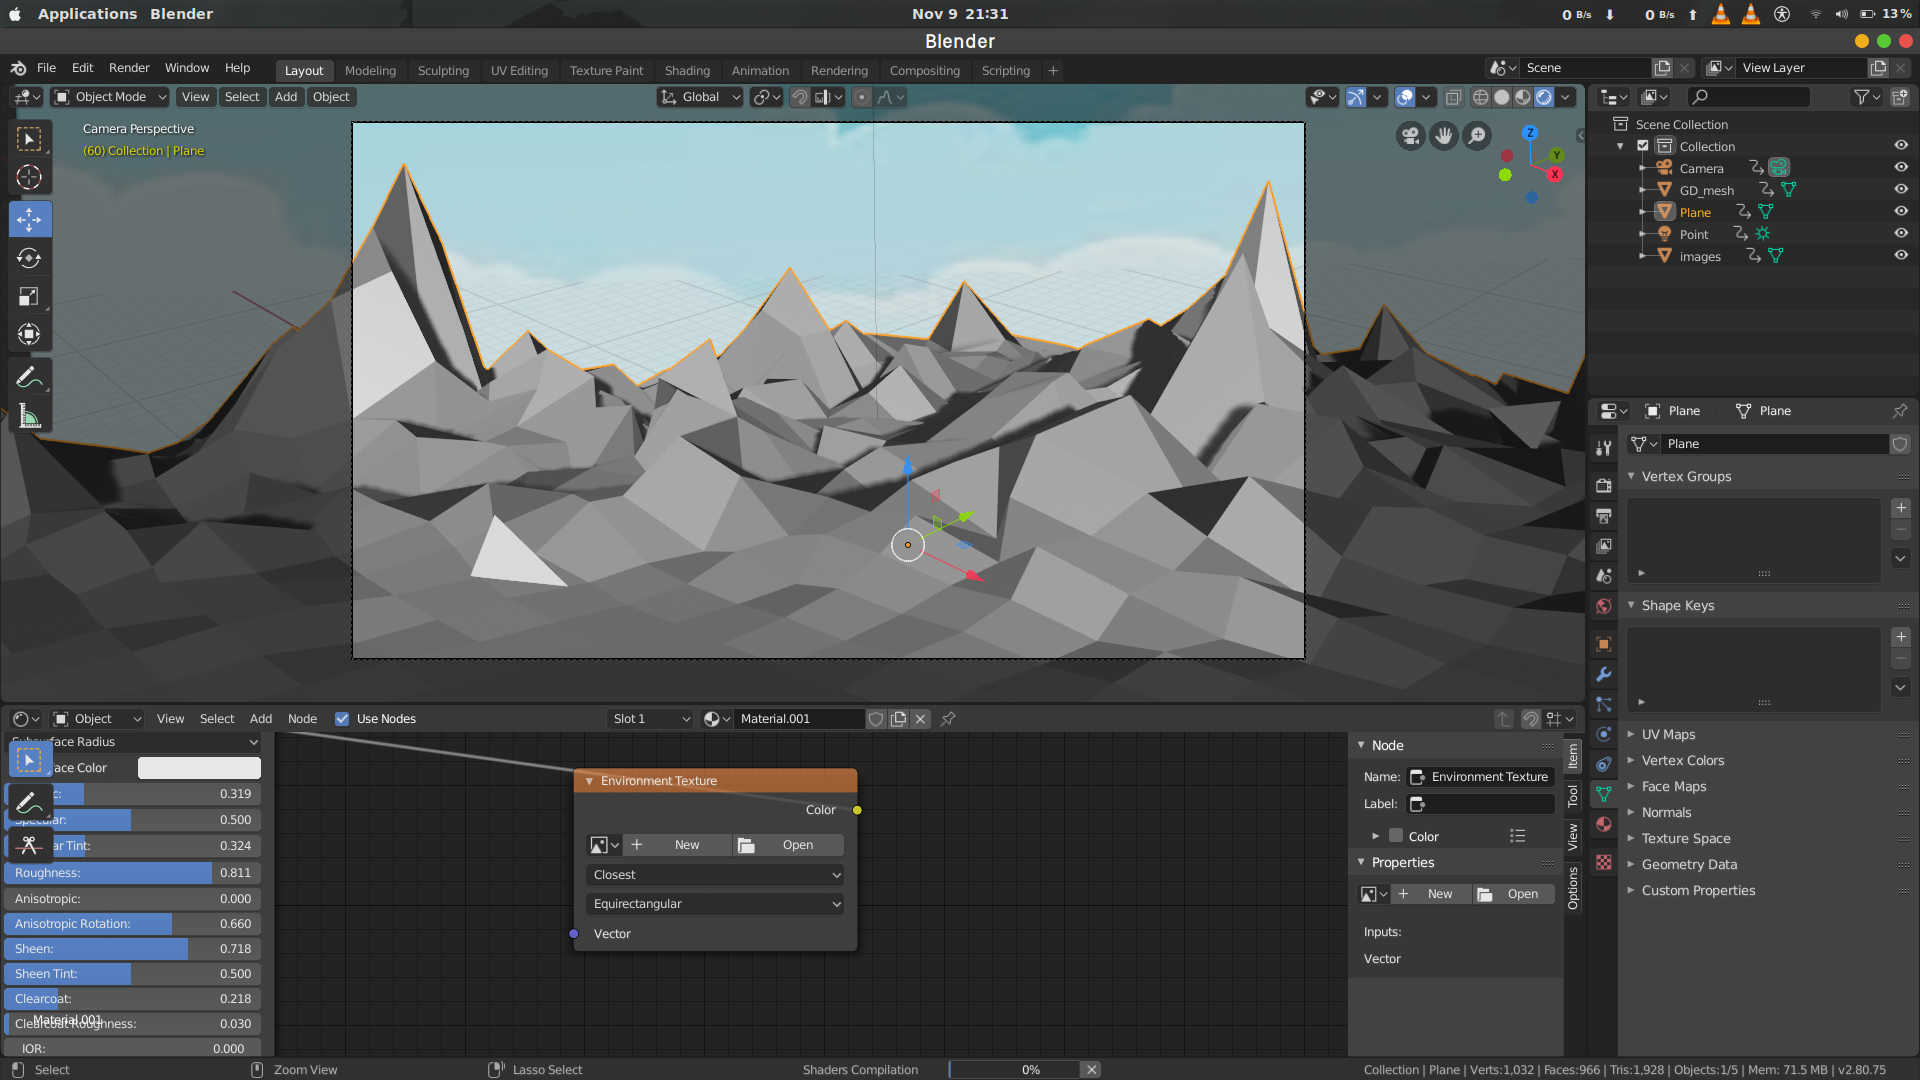 Applications Blender Nov 9 21:31 0 B/s 0 B/s 13%
Blender
File Edit Render Window Help Layout Modeling Sculpting UV Editing Texture Paint Shading Animation Rendering Compositing Scripting Scene View Layer
Object Mode View Select Add Object Global
Camera Perspective
(60) Collection | Plane
Z
Y
X
Scene Collection
Collection
Camera
GD_mesh
Plane
Point
images
Plane Plane
Plane
Vertex Groups
Shape Keys
UV Maps
Vertex Colors
Face Maps
Normals
Texture Space
Geometry Data
Custom Properties
Object View Select Add Node Use Nodes Slot 1 Material.001
face Radius
ace Color
c: 0.319
Specular: 0.500
ar Tint: 0.324
Roughness: 0.811
Anisotropic: 0.000
Anisotropic Rotation: 0.660
Sheen: 0.718
Sheen Tint: 0.500
Clearcoat: 0.218
Material.001
Clearcoat Roughness: 0.030
IOR: 0.000
Environment Texture
Color
New Open
Closest
Equirectangular
Vector
Node
Name: Environment Texture
Label:
Color
Properties
New Open
Inputs:
Vector
Item
Tool
View
Options
Select Zoom View Lasso Select Shaders Compilation 0% Collection | Plane | Verts:1,032 | Faces:966 | Tris:1,928 | Objects:1/5 | Mem: 71.5 MB | v2.80.75